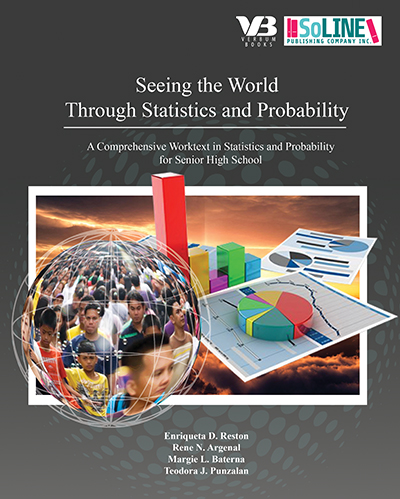 VB
VERBUM
BOOKS
SoLINE
PUBLISHING COMPANY INC.
Seeing the World
Through Statistics and Probability
A Comprehensive Worktext in Statistics and Probability
for Senior High School
Enriqueta D. Reston
Rene N. Argenal
Margie L. Baterna
Teodora J. Punzalan